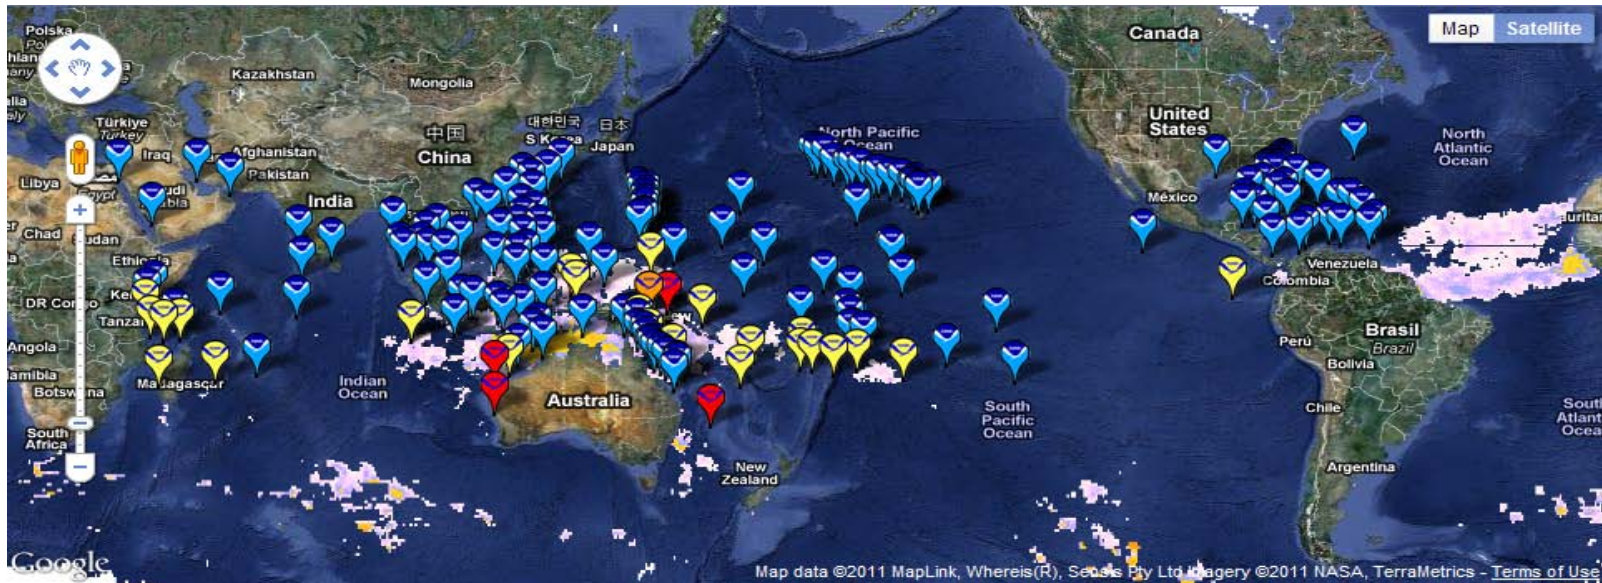 Polska
Canada
Map
Satellite
Kazakhstan
Mongolia
Türkiye
Turkey
中国
China
대한민국
S Korea
日本
Japan
North Pacific
Ocean
United
States
North
Atlantic
Ocean
Iraq
Afghanistan
Pakistan
Libya
India
México
Chad
Ethiopia
Venezuela
Colombia
DR Congo
Brasil
Brazil
Angola
Perú
Bolivia
Madagascar
Indian
Ocean
Australia
South
Pacific
Ocean
Chile
South
Africa
New
Zealand
Argentina
Google
Map data ©2011 MapLink, Whereis(R), Sensis Pty Ltd Imagery ©2011 NASA, TerraMetrics - Terms of Use